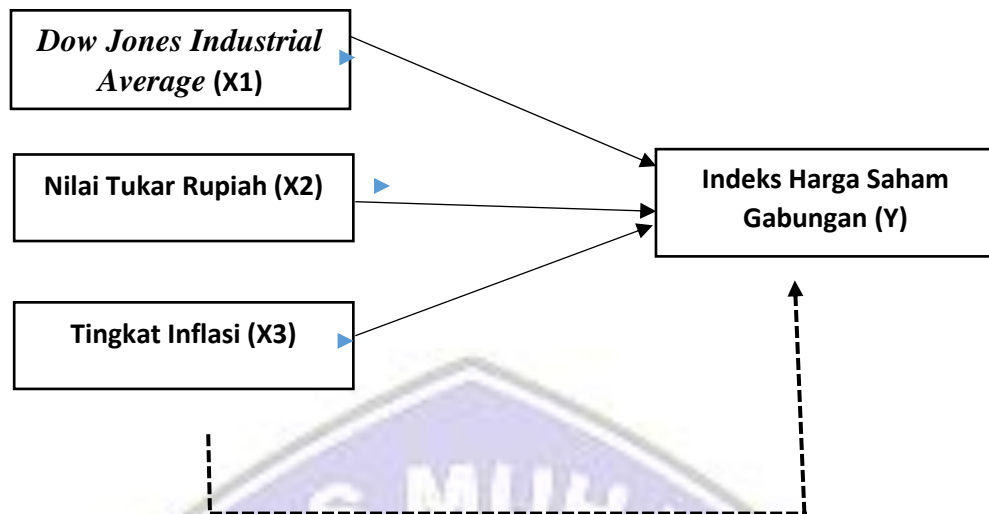 Dow Jones Industrial
Average (X1)
Nilai Tukar Rupiah (X2)
Indeks Harga Saham
Gabungan (Y)
Tingkat Inflasi (X3)